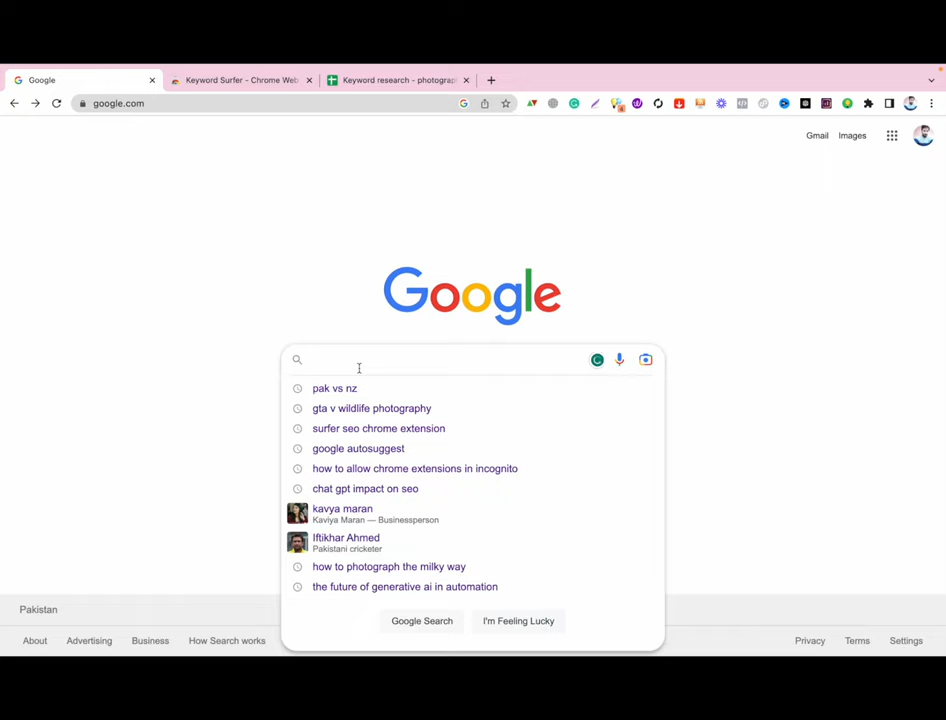 Google
Keyword Surfer - Chrome Web
Keyword research - photograp
google.com
Gmail Images
Google
pak vs nz
gta v wildlife photography
surfer seo chrome extension
google autosuggest
how to allow chrome extensions in incognito
chat gpt impact on seo
kavya maran
Kaviya Maran — Businessperson
Iftikhar Ahmed
Pakistani cricketer
how to photograph the milky way
the future of generative ai in automation
Google Search I'm Feeling Lucky
Pakistan
About Advertising Business How Search works Privacy Terms Settings